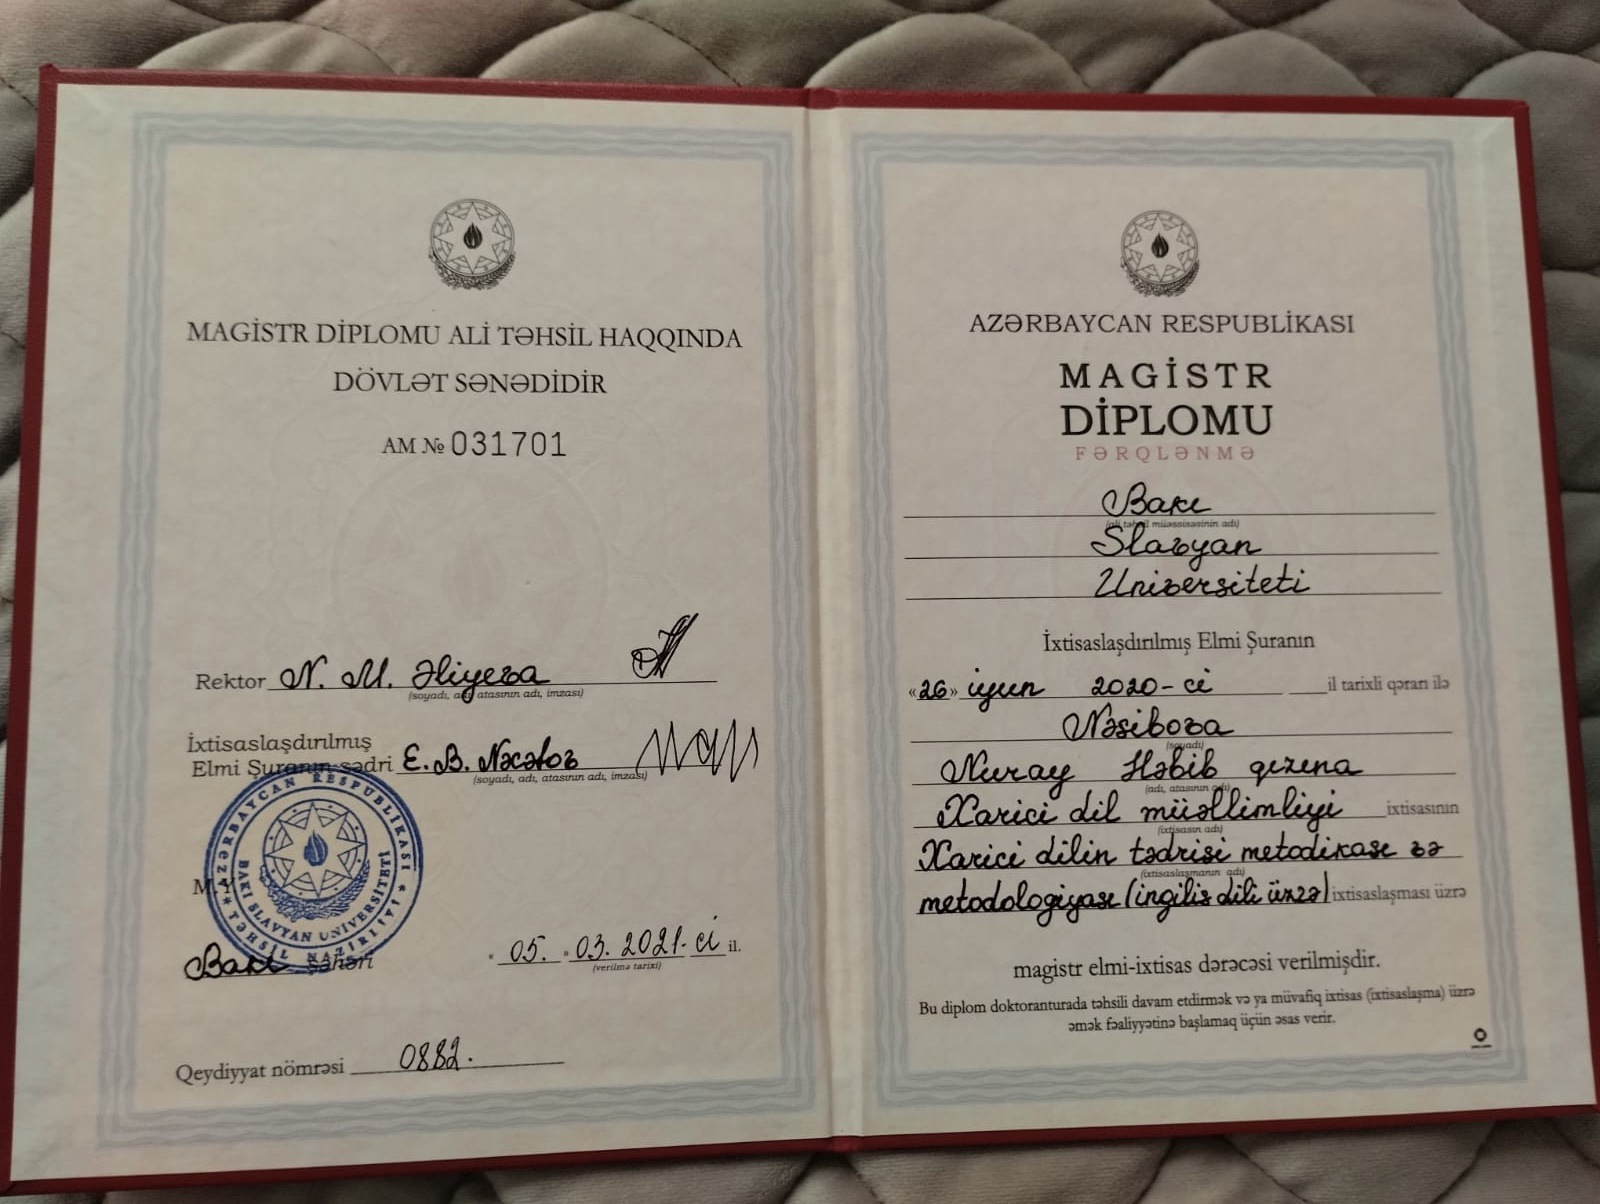 MAGİSTR DİPLOMU ALİ TƏHSİL HAQQINDA
DÖVLƏT SƏNƏDİDİR
AM № 031701
Rektor N. M. Əliyeva
(soyadı, adı atasının adı, imzası)
İxtisaslaşdırılmış
Elmi Şuranın sədri E. B. Nəcəfov
(soyadı, adı, atasının adı, imzası)
AZƏRBAYCAN RESPUBLİKASI
TƏHSİL NAZİRLİYİ
BAKI SLAVYAN UNİVERSİTETİ
M.Y.
Bakı şəhəri
05. 03. 2021-ci il.
(verilmə tarixi)
Qeydiyyat nömrəsi 0882.
AZƏRBAYCAN RESPUBLİKASI
MAGİSTR
DİPLOMU
FƏRQLƏNMƏ
Bakı
(ali təhsil müəssisəsinin adı)
Slavyan
Universiteti
İxtisaslaşdırılmış Elmi Şuranın
«26» iyun 2020-ci il tarixli qərarı ilə
Nəsibova
(soyadı)
Nuray Həbib qızına
(adı, atasının adı)
Xarici dil müəllimliyi ixtisasının
(ixtisasın adı)
Xarici dilin tədrisi metodikası və
(ixtisaslaşmanın adı)
metodologiyası (ingilis dili üzrə) ixtisaslaşması üzrə
magistr elmi-ixtisas dərəcəsi verilmişdir.
Bu diplom doktoranturada təhsili davam etdirmək və ya müvafiq ixtisas (ixtisaslaşma) üzrə
əmək fəaliyyətinə başlamaq üçün əsas verir.